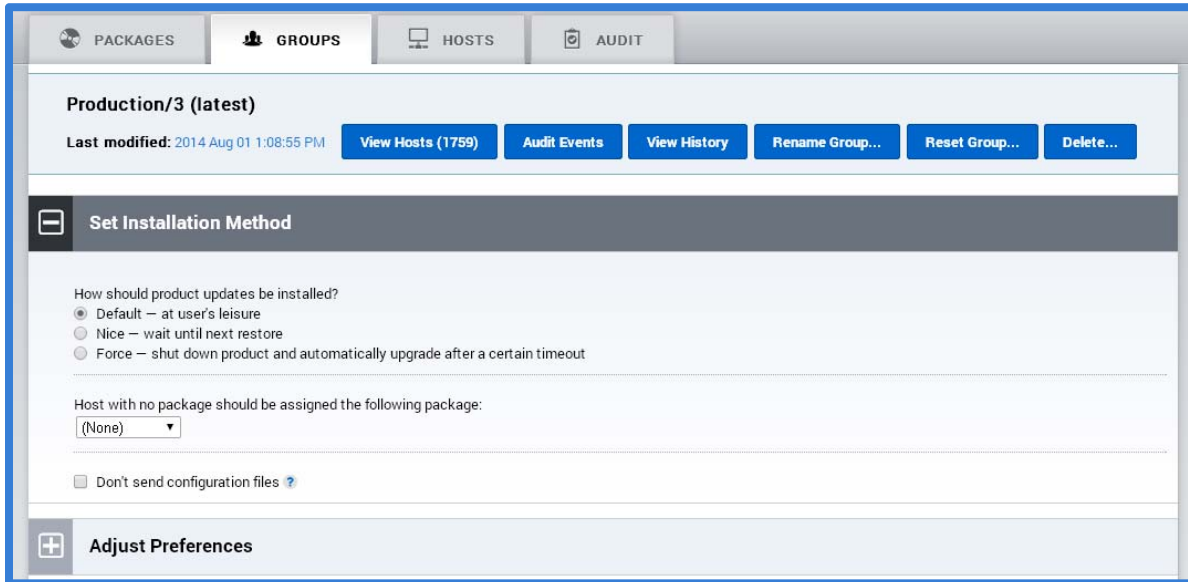 PACKAGES GROUPS HOSTS AUDIT
Production/3 (latest)
Last modified: 2014 Aug 01 1:08:55 PM View Hosts (1759) Audit Events View History Rename Group... Reset Group... Delete...
Set Installation Method
How should product updates be installed?
Default — at user's leisure
Nice — wait until next restore
Force — shut down product and automatically upgrade after a certain timeout
Host with no package should be assigned the following package:
(None)
Don't send configuration files ?
Adjust Preferences